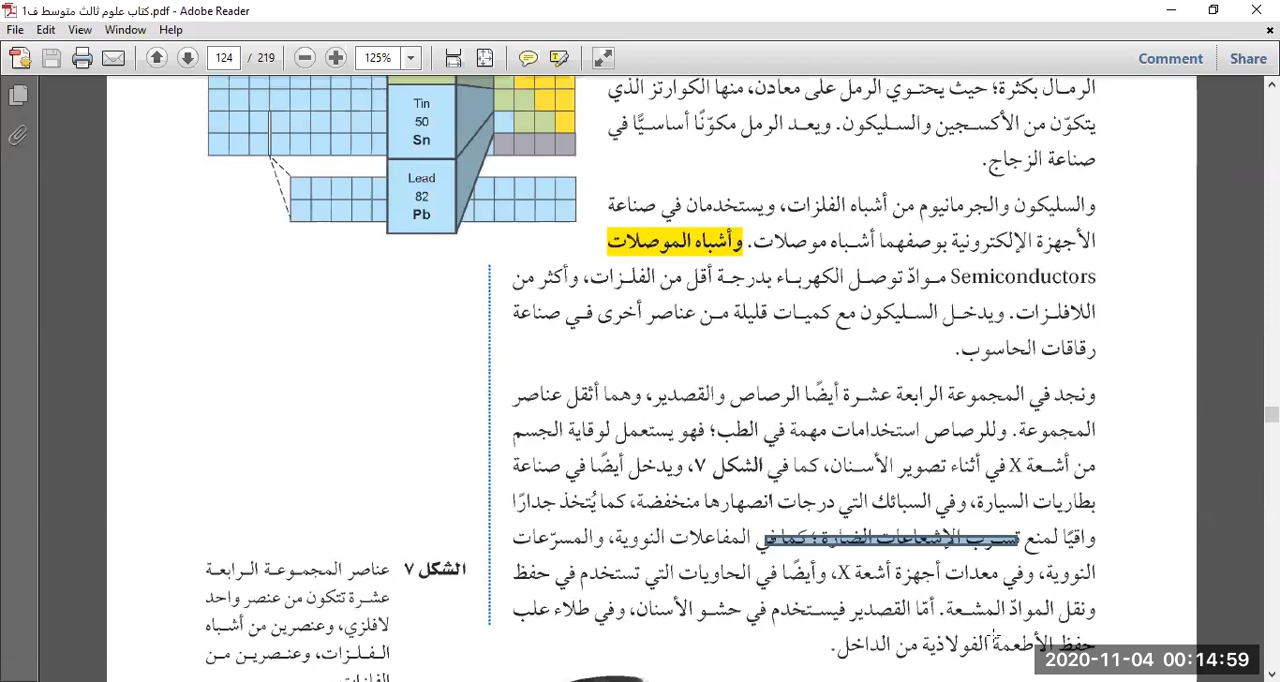 كتاب علوم ثالث متوسط ف1.pdf - Adobe Reader
File Edit View Window Help
124 / 219 125% Comment Share
الرمال بكثرة؛ حيث يحتوي الرمل على معادن، منها الكوارتز الذي
يتكوّن من الأكسجين والسليكون. ويعد الرمل مكوّنًا أساسيًّا في
صناعة الزجاج.
والسليكون والجرمانيوم من أشباه الفلزات، ويستخدمان في صناعة
الأجهزة الإلكترونية بوصفهما أشباه موصلات. وأشباه الموصلات
Semiconductors موادّ توصل الكهرباء بدرجة أقل من الفلزات، وأكثر من
اللافلزات. ويدخل السليكون مع كميات قليلة من عناصر أخرى في صناعة
رقاقات الحاسوب.
ونجد في المجموعة الرابعة عشرة أيضًا الرصاص والقصدير، وهما أثقل عناصر
المجموعة. وللرصاص استخدامات مهمة في الطب؛ فهو يستعمل لوقاية الجسم
من أشعة X في أثناء تصوير الأسنان، كما في الشكل ٧، ويدخل أيضًا في صناعة
بطاريات السيارة، وفي السبائك التي درجات انصهارها منخفضة، كما يُتخذ جدارًا
واقيًا لمنع تسرب الإشعاعات الضارة؛ كما في المفاعلات النووية، والمسرّعات
النووية، وفي معدات أجهزة أشعة X، وأيضًا في الحاويات التي تستخدم في حفظ
ونقل الموادّ المشعة. أمّا القصدير فيستخدم في حشو الأسنان، وفي طلاء علب
حفظ الأطعمة الفولاذية من الداخل.
Tin
50
Sn
Lead
82
Pb
الشكل ٧ عناصر المجموعة الرابعة
عشرة تتكون من عنصر واحد
لافلزي، وعنصرين من أشباه
الفلزات، وعنصرين من
2020-11-04 00:14:59